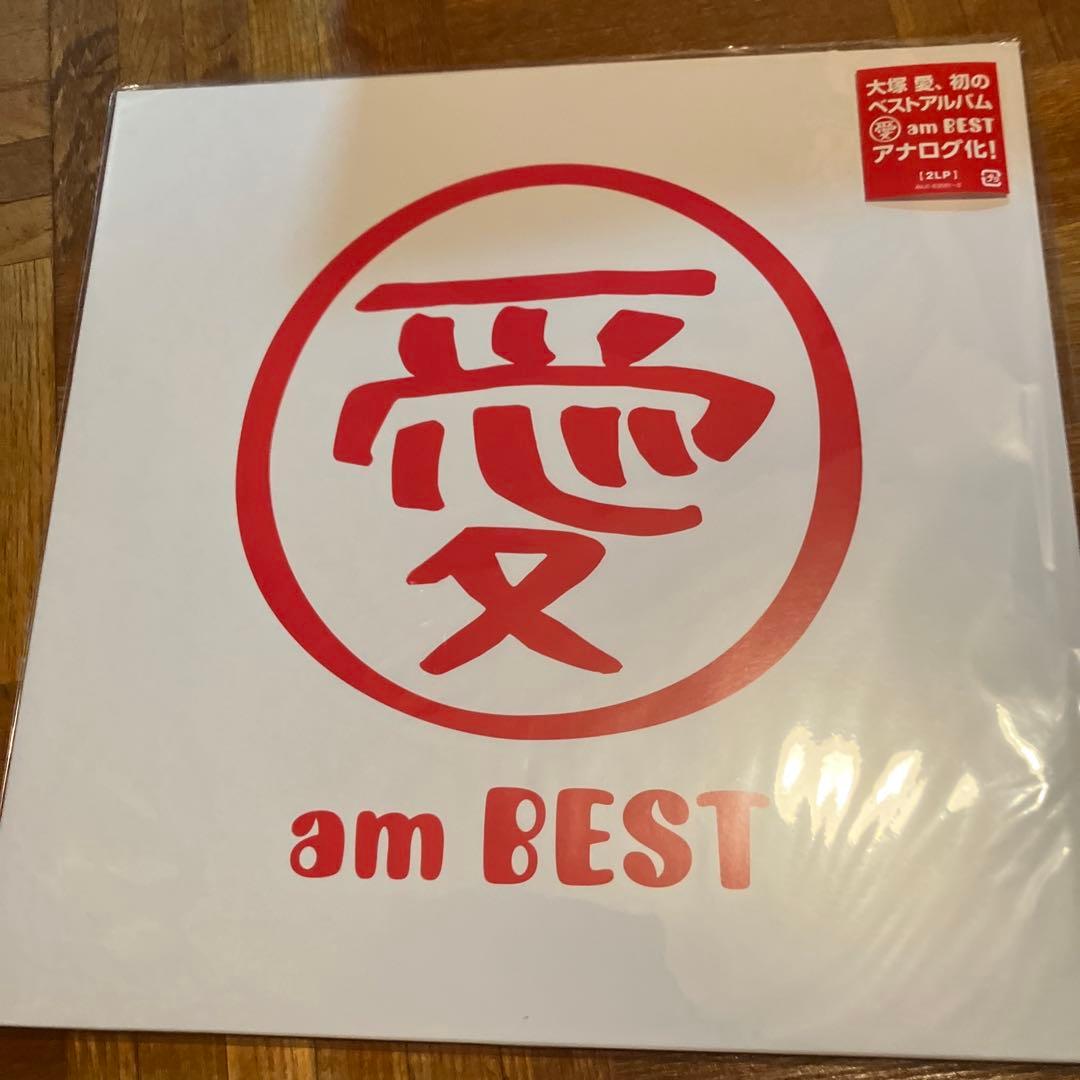 大塚 愛、初の
ベストアルバム
愛 am BEST
アナログ化!
[2LP]
愛
am BEST